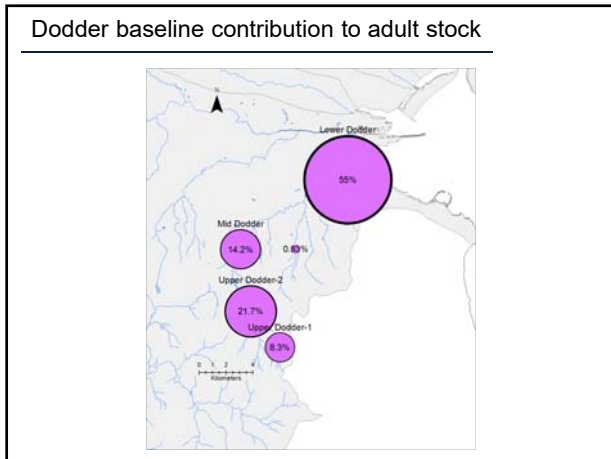 Dodder baseline contribution to adult stock
N
Lower Dodder
55%
Mid Dodder
14.2%
0.83%
Upper Dodder-2
21.7%
Upper Dodder-1
8.3%
0 1 2 4
Kilometers